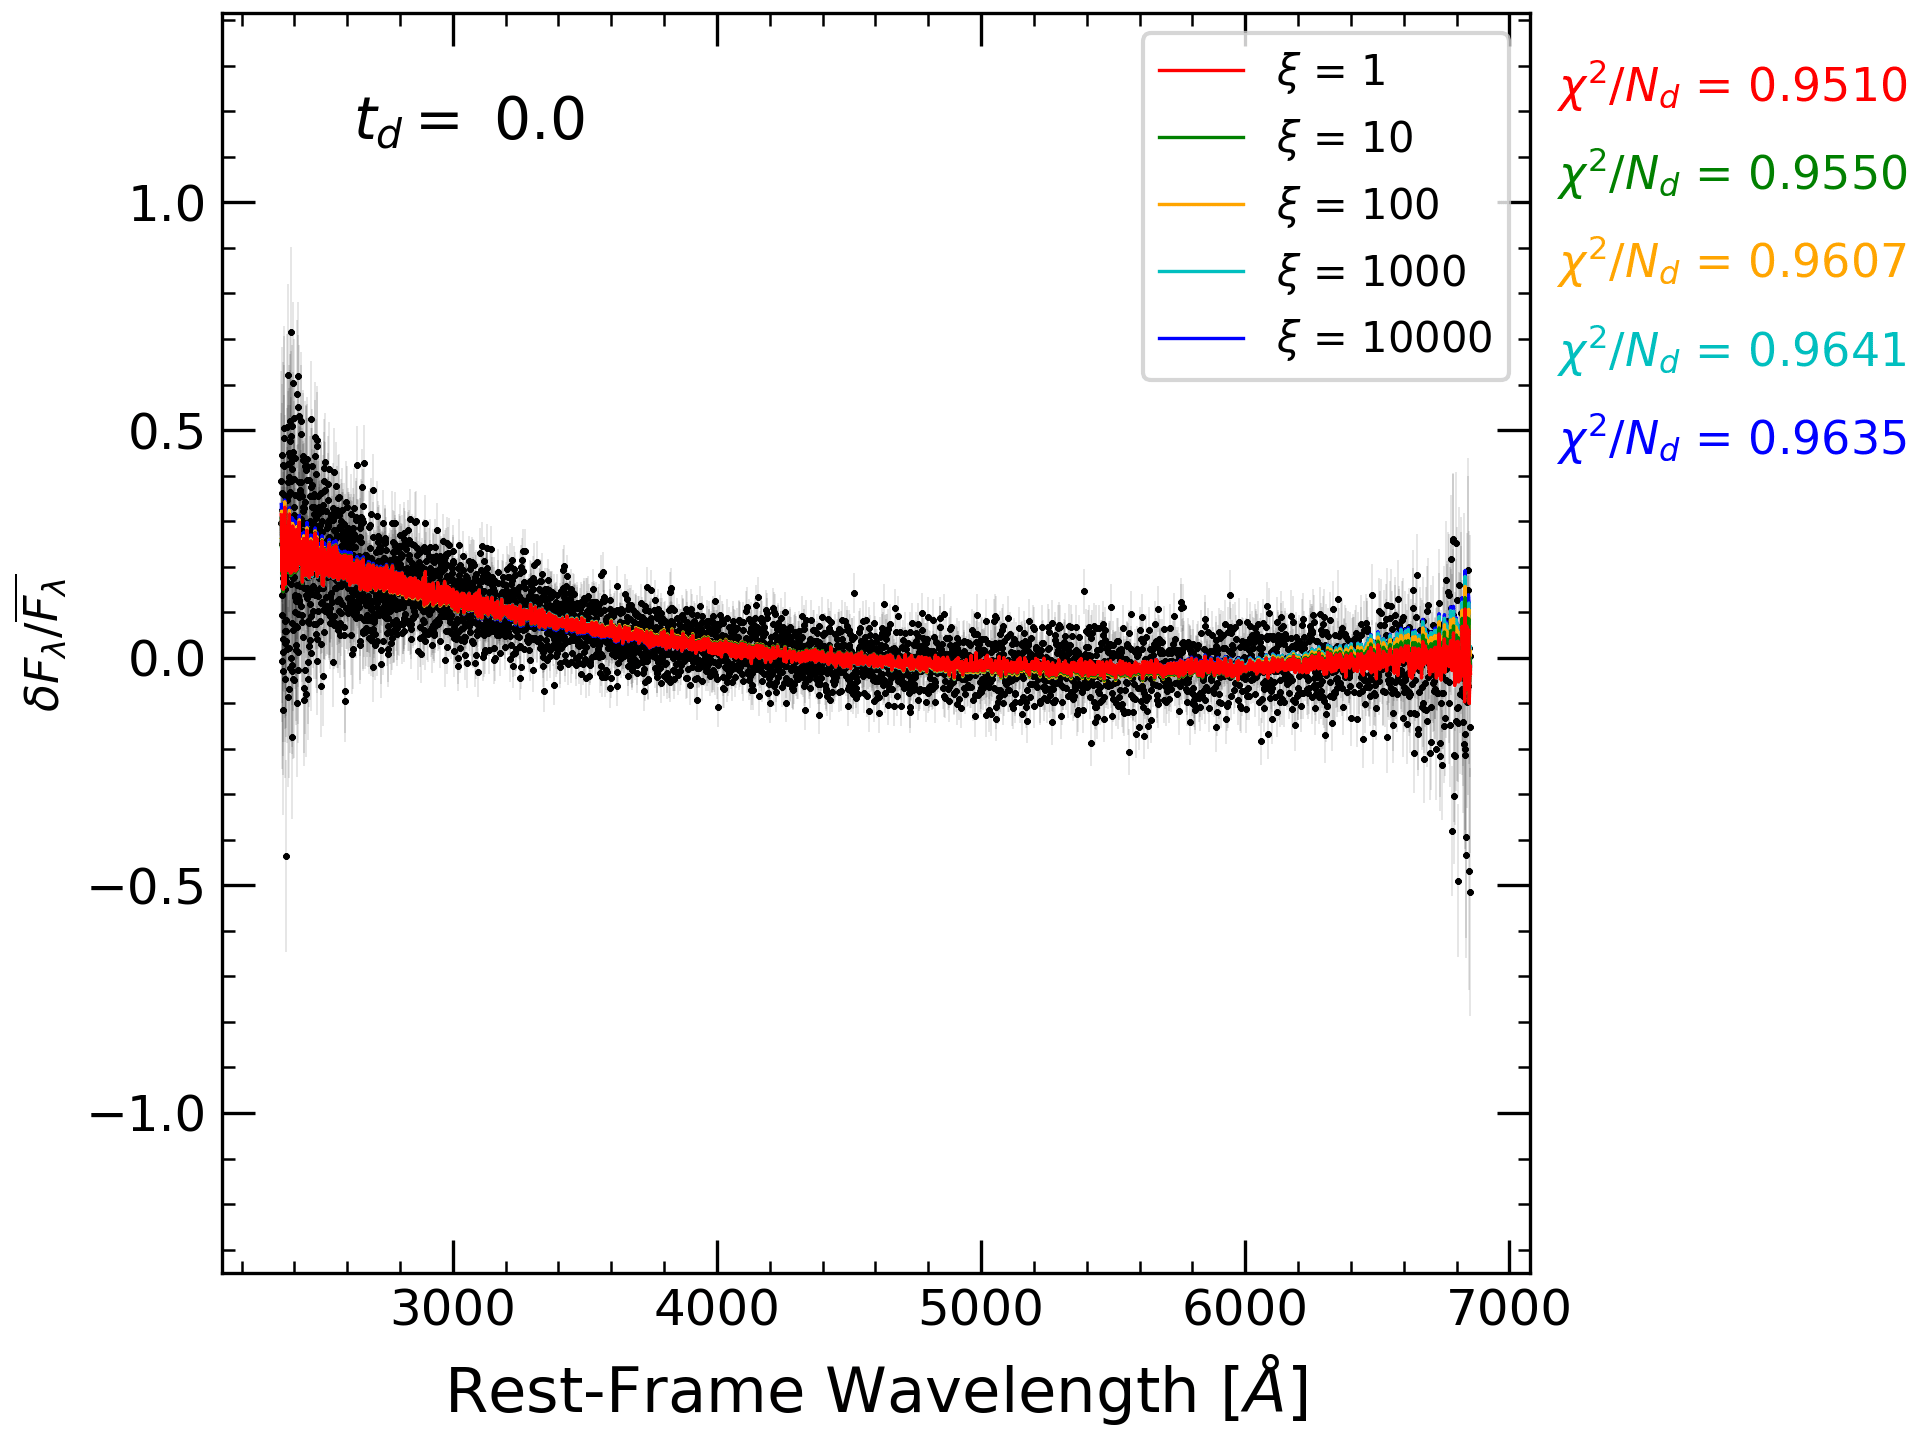 t_d = 0.0
ξ = 1
ξ = 10
ξ = 100
ξ = 1000
ξ = 10000
χ²/N_d = 0.9510
χ²/N_d = 0.9550
χ²/N_d = 0.9607
χ²/N_d = 0.9641
χ²/N_d = 0.9635
1.0
0.5
0.0
−0.5
−1.0
δF_λ/F̅_λ
3000 4000 5000 6000 7000
Rest-Frame Wavelength [Å]